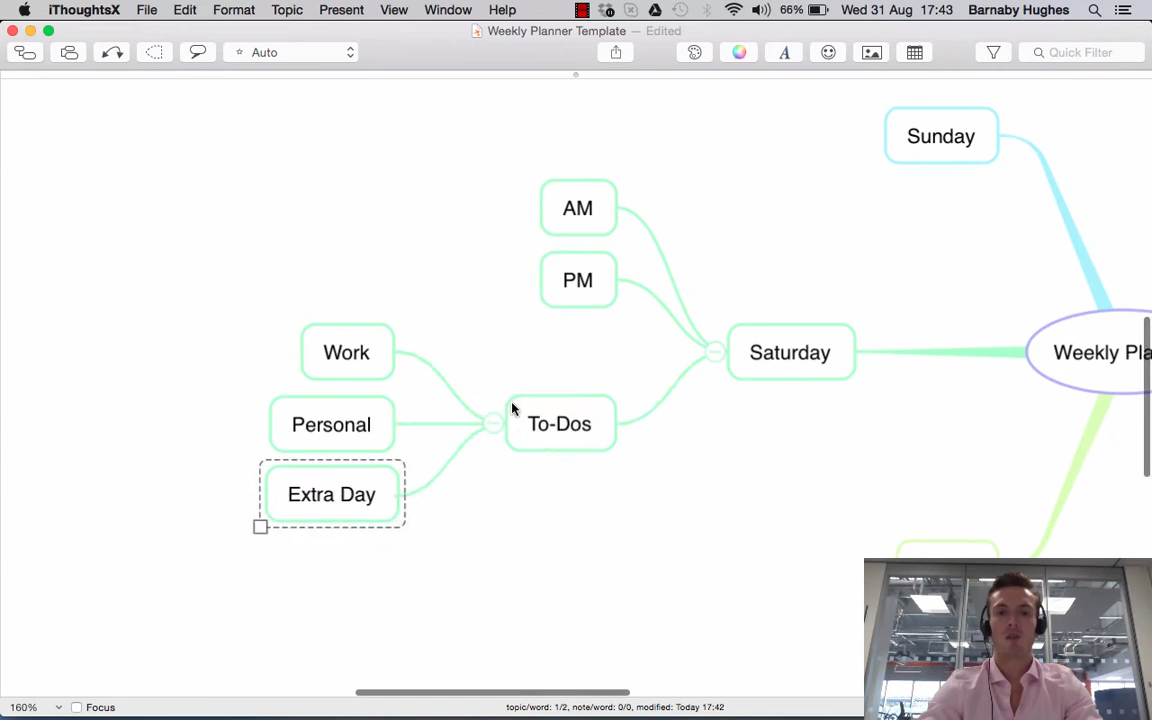 iThoughtsX File Edit Format Topic Present View Window Help 66% Wed 31 Aug 17:43 Barnaby Hughes
Weekly Planner Template — Edited
Auto
Quick Filter
Sunday
AM
PM
Work
Saturday
Weekly Pla
Personal
To-Dos
Extra Day
160% Focus
topic/word: 1/2, note/word: 0/0, modified: Today 17:42